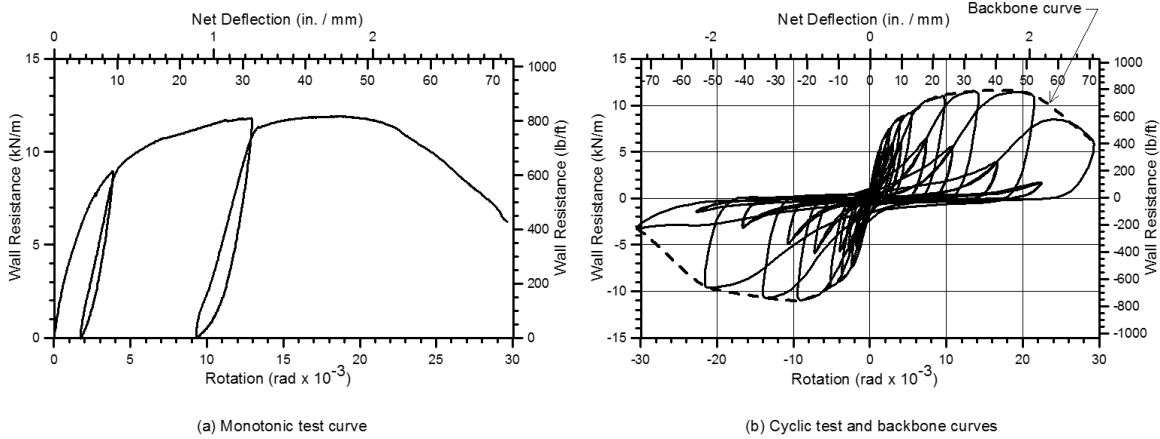 Net Deflection (in. / mm)
0 1 2
0 10 20 30 40 50 60 70
15
10
5
0
Wall Resistance (kN/m)
1000
800
600
400
200
0
Wall Resistance (lb/ft)
0 5 10 15 20 25 30
Rotation (rad x 10-3)
(a) Monotonic test curve
Backbone curve
Net Deflection (in. / mm)
-2 0 2
-70 -60 -50 -40 -30 -20 -10 0 10 20 30 40 50 60 70
15
10
5
0
-5
-10
-15
Wall Resistance (kN/m)
1000
800
600
400
200
0
-200
-400
-600
-800
-1000
Wall Resistance (lb/ft)
-30 -20 -10 0 10 20 30
Rotation (rad x 10-3)
(b) Cyclic test and backbone curves